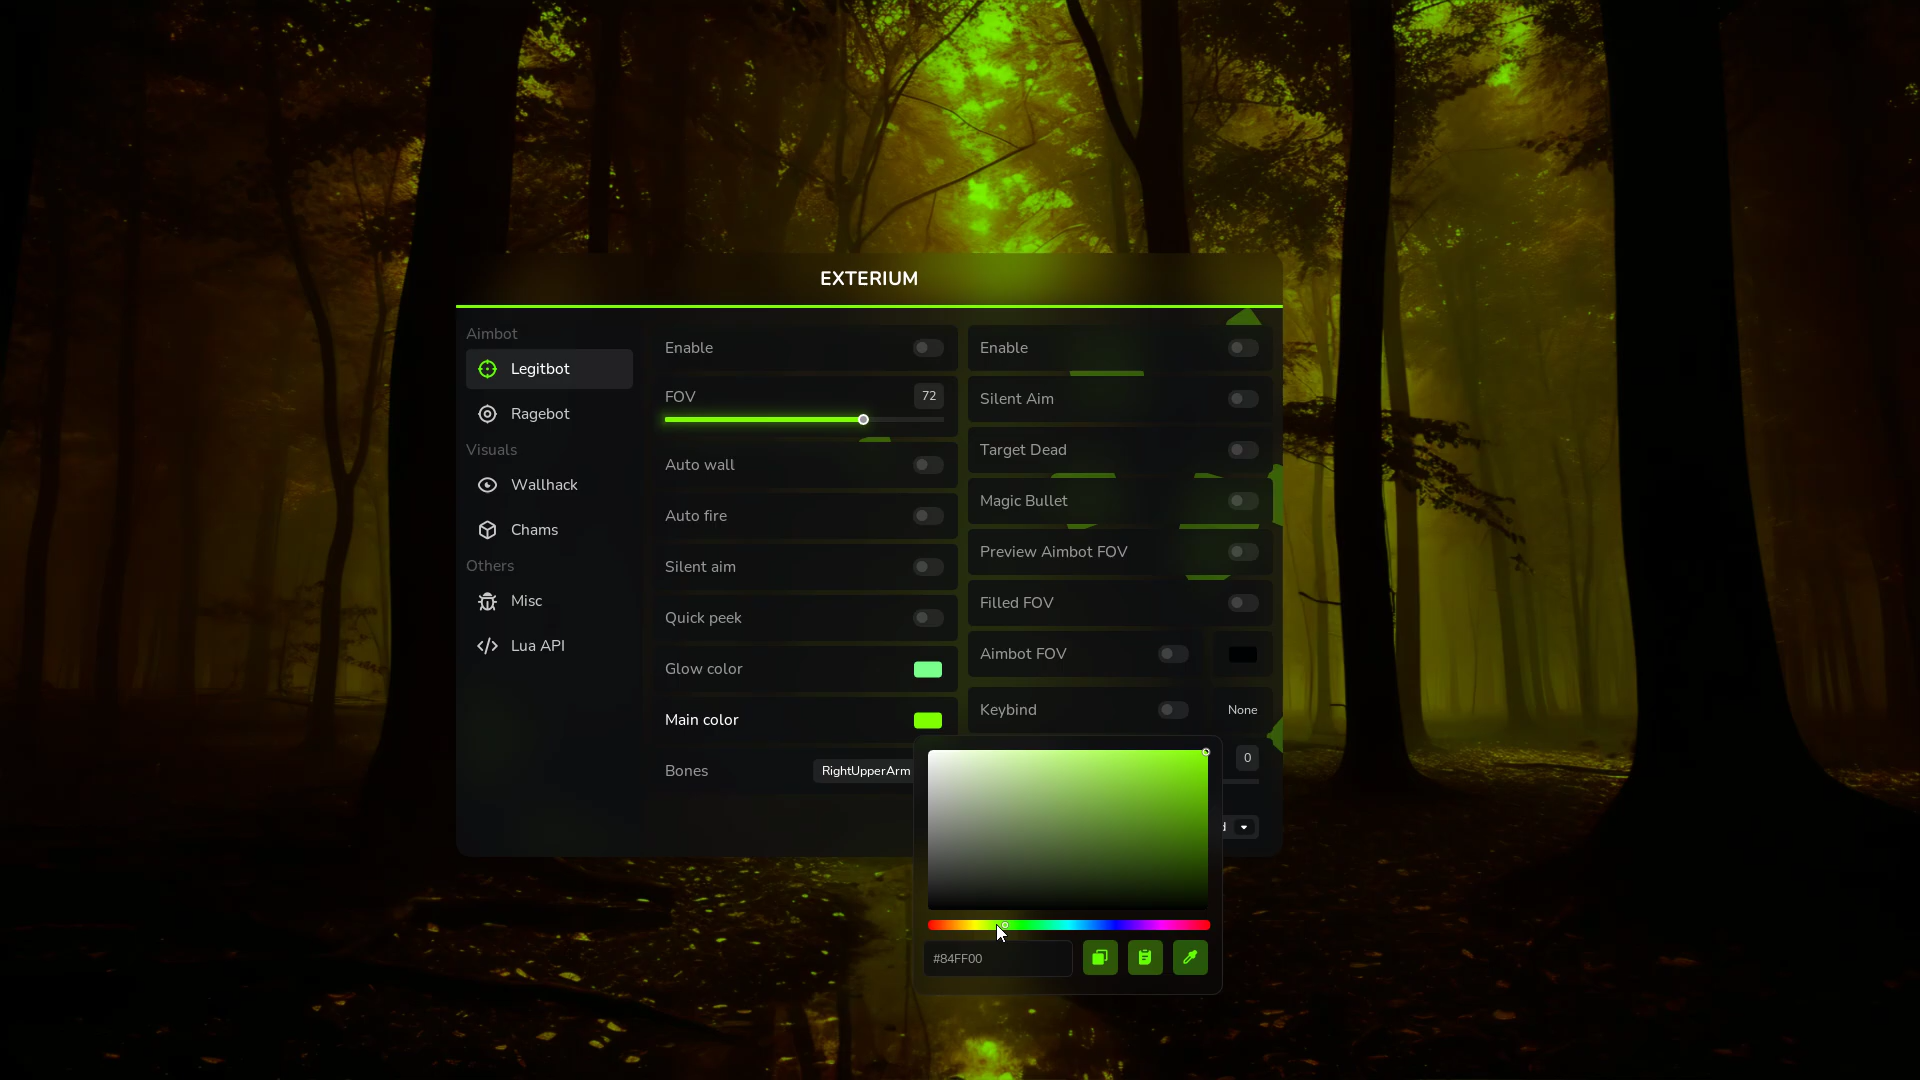 EXTERIUM
Aimbot
Legitbot
Ragebot
Visuals
Wallhack
Chams
Others
Misc
Lua API
Enable
FOV
72
Auto wall
Auto fire
Silent aim
Quick peek
Glow color
Main color
Bones
RightUpperArm
Enable
Silent Aim
Target Dead
Magic Bullet
Preview Aimbot FOV
Filled FOV
Aimbot FOV
Keybind
None
0
#84FF00